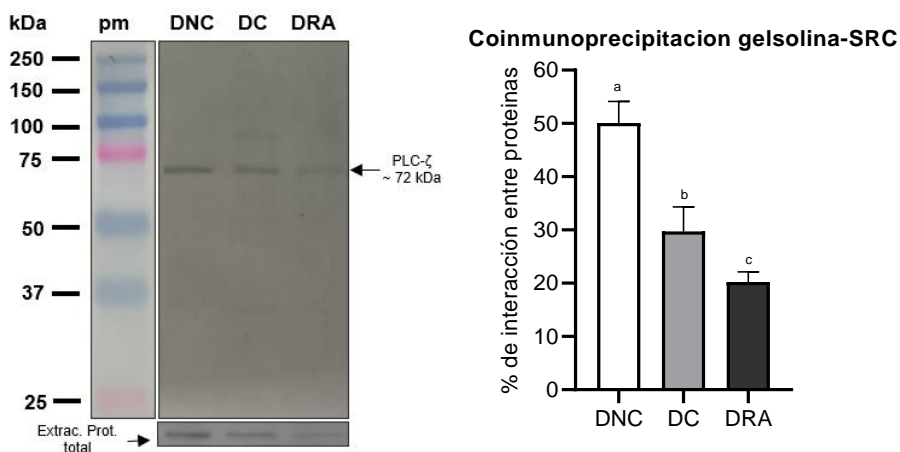 kDa pm DNC DC DRA
250
150
100
75
50
37
25
PLC-ζ
~ 72 kDa
Extrac. Prot.
total
Coinmunoprecipitacion gelsolina-SRC
% de interacción entre proteinas
60
50
40
30
20
10
0
a
b
c
DNC DC DRA